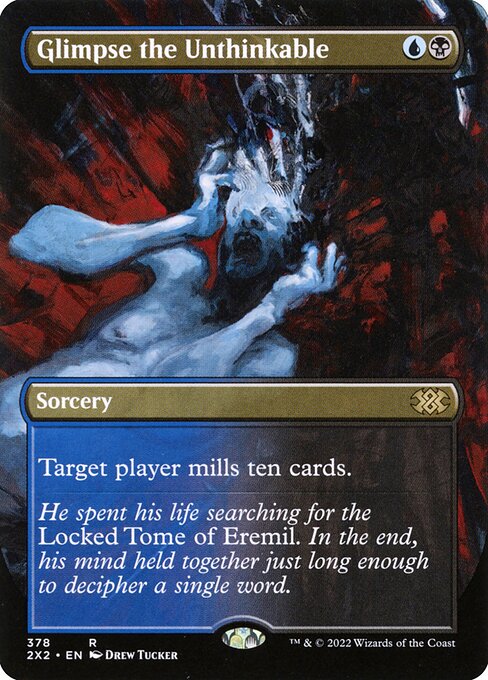 Glimpse the Unthinkable
Sorcery
Target player mills ten cards.
He spent his life searching for the
Locked Tome of Eremil. In the end,
his mind held together just long enough
to decipher a single word.
378 R
2X2 • EN Drew Tucker
™ & © 2022 Wizards of the Coast